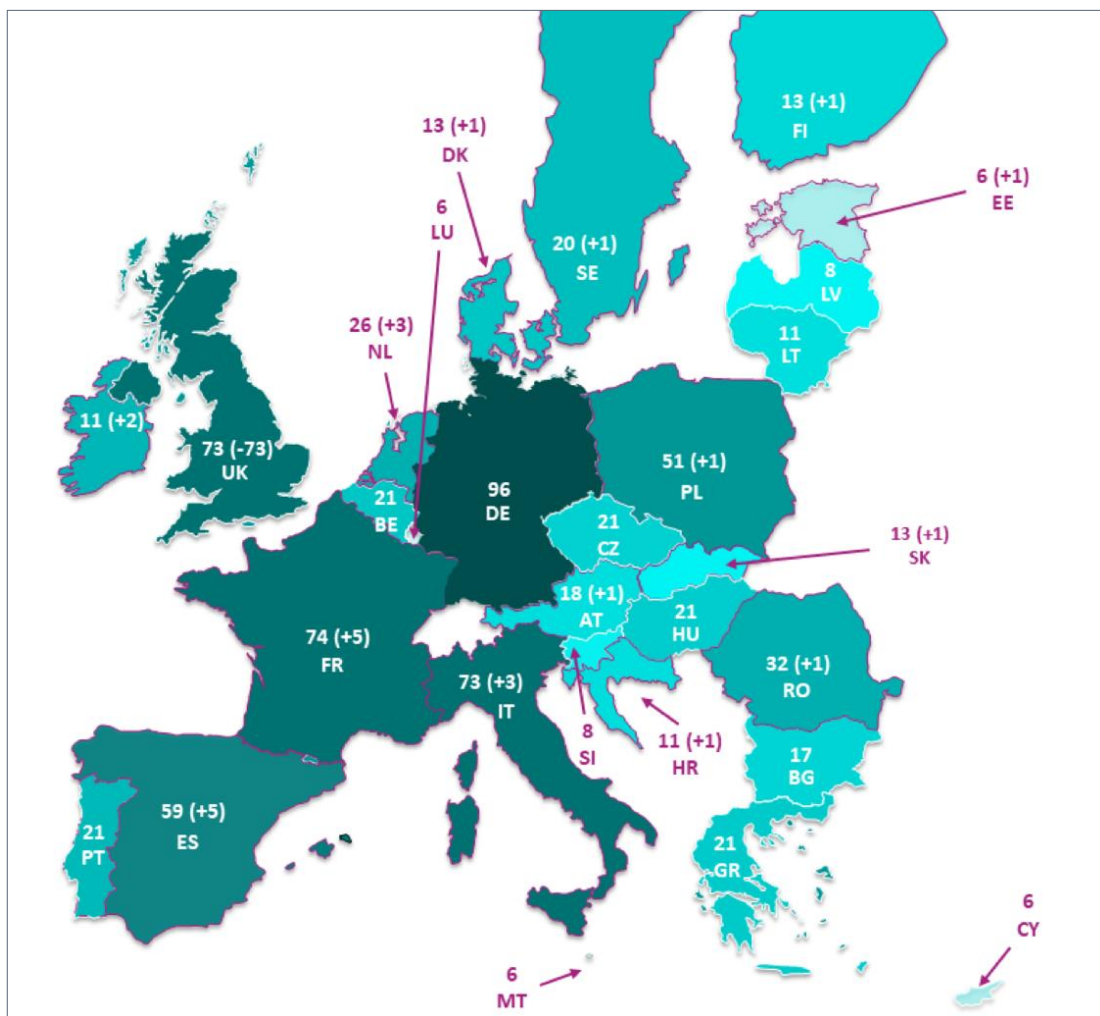 13 (+1)
FI
13 (+1)
DK
6 (+1)
EE
6
LU
20 (+1)
SE
8
LV
11
LT
26 (+3)
NL
11 (+2)
73 (-73)
UK
51 (+1)
PL
96
DE
21
BE
21
CZ
13 (+1)
SK
18 (+1)
AT
21
HU
74 (+5)
FR
32 (+1)
RO
73 (+3)
IT
8
SI
11 (+1)
HR
17
BG
59 (+5)
ES
21
PT
21
GR
6
CY
6
MT